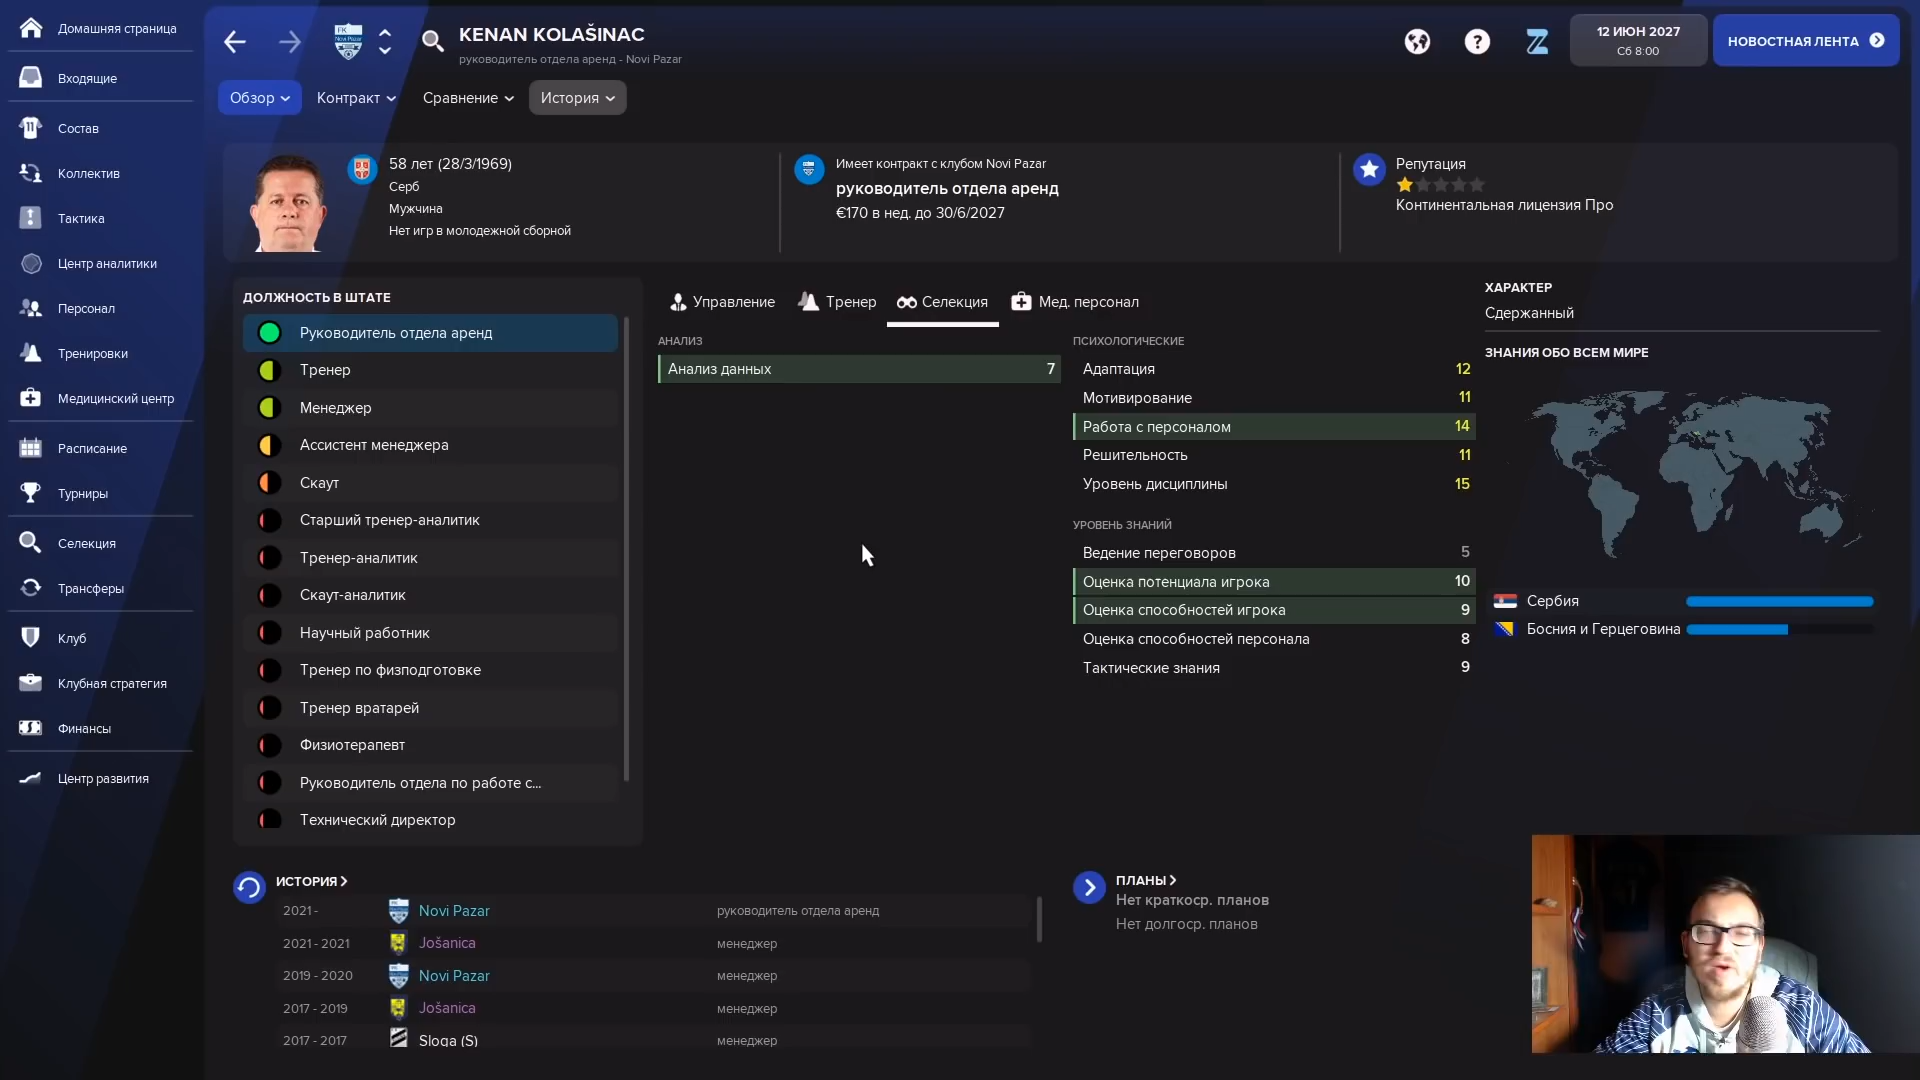 Домашняя страница
Входящие
Состав
Коллектив
Тактика
Центр аналитики
Персонал
Тренировки
Медицинский центр
Расписание
Турниры
Селекция
Трансферы
Клуб
Клубная стратегия
Финансы
Центр развития
KENAN KOLAŠINAC
руководитель отдела аренд - Novi Pazar
12 ИЮН 2027
Сб 8:00
НОВОСТНАЯ ЛЕНТА
Обзор
Контракт
Сравнение
История
58 лет (28/3/1969)
Серб
Мужчина
Нет игр в молодежной сборной
Имеет контракт с клубом Novi Pazar
руководитель отдела аренд
€170 в нед. до 30/6/2027
Репутация
Континентальная лицензия Про
ДОЛЖНОСТЬ В ШТАТЕ
Руководитель отдела аренд
Тренер
Менеджер
Ассистент менеджера
Скаут
Старший тренер-аналитик
Тренер-аналитик
Скаут-аналитик
Научный работник
Тренер по физподготовке
Тренер вратарей
Физиотерапевт
Руководитель отдела по работе с...
Технический директор
Управление
Тренер
Селекция
Мед. персонал
АНАЛИЗ
Анализ данных 7
ПСИХОЛОГИЧЕСКИЕ
Адаптация 12
Мотивирование 11
Работа с персоналом 14
Решительность 11
Уровень дисциплины 15
УРОВЕНЬ ЗНАНИЙ
Ведение переговоров 5
Оценка потенциала игрока 10
Оценка способностей игрока 9
Оценка способностей персонала 8
Тактические знания 9
ХАРАКТЕР
Сдержанный
ЗНАНИЯ ОБО ВСЕМ МИРЕ
Сербия
Босния и Герцеговина
ИСТОРИЯ
2021 - Novi Pazar руководитель отдела аренд
2021 - 2021 Jošanica менеджер
2019 - 2020 Novi Pazar менеджер
2017 - 2019 Jošanica менеджер
2017 - 2017 Sloga (S) менеджер
ПЛАНЫ
Нет краткоср. планов
Нет долгоср. планов